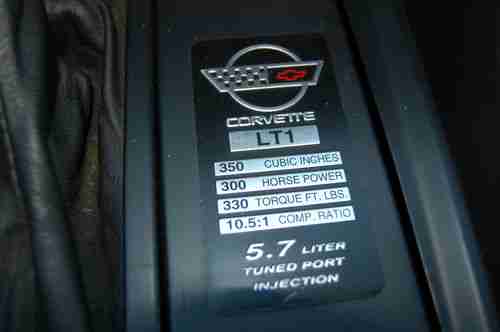 CORVETTE
LT1
350 CUBIC INCHES
300 HORSE POWER
330 TORQUE FT. LBS.
10.5:1 COMP. RATIO
5.7 LITER
TUNED PORT
INJECTION